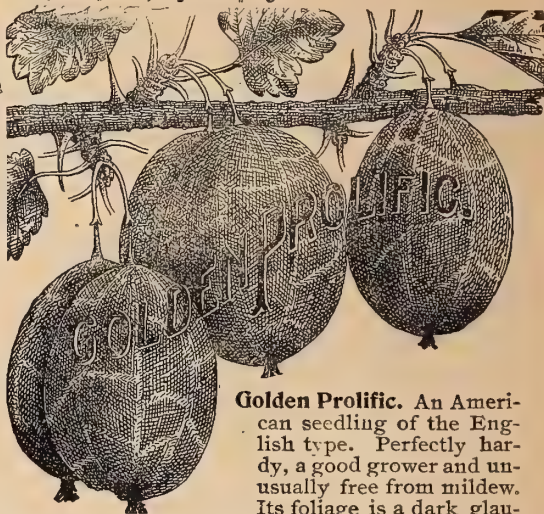 GOLDEN PROLIFIC.
Golden Prolific. An Ameri-
can seedling of the Eng-
lish type. Perfectly har-
dy, a good grower and un-
usually free from mildew.
Its foliage is a dark glau-